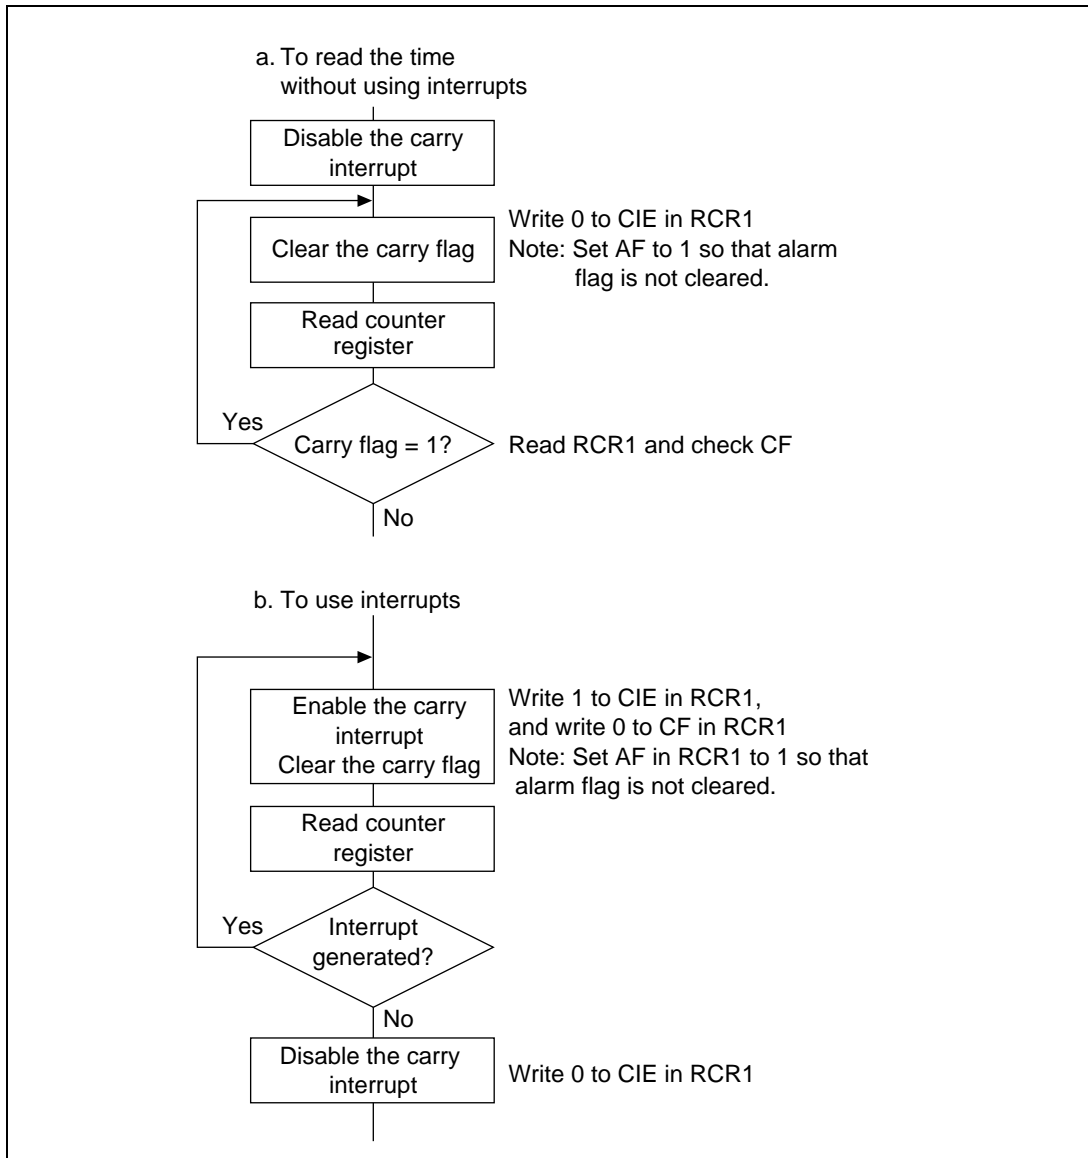 a. To read the time
without using interrupts
Disable the carry
interrupt
Write 0 to CIE in RCR1
Clear the carry flag
Note: Set AF to 1 so that alarm
flag is not cleared.
Read counter
register
Yes
Carry flag = 1?
Read RCR1 and check CF
No
b. To use interrupts
Enable the carry
interrupt
Clear the carry flag
Write 1 to CIE in RCR1,
and write 0 to CF in RCR1
Note: Set AF in RCR1 to 1 so that
alarm flag is not cleared.
Read counter
register
Yes
Interrupt
generated?
No
Disable the carry
interrupt
Write 0 to CIE in RCR1